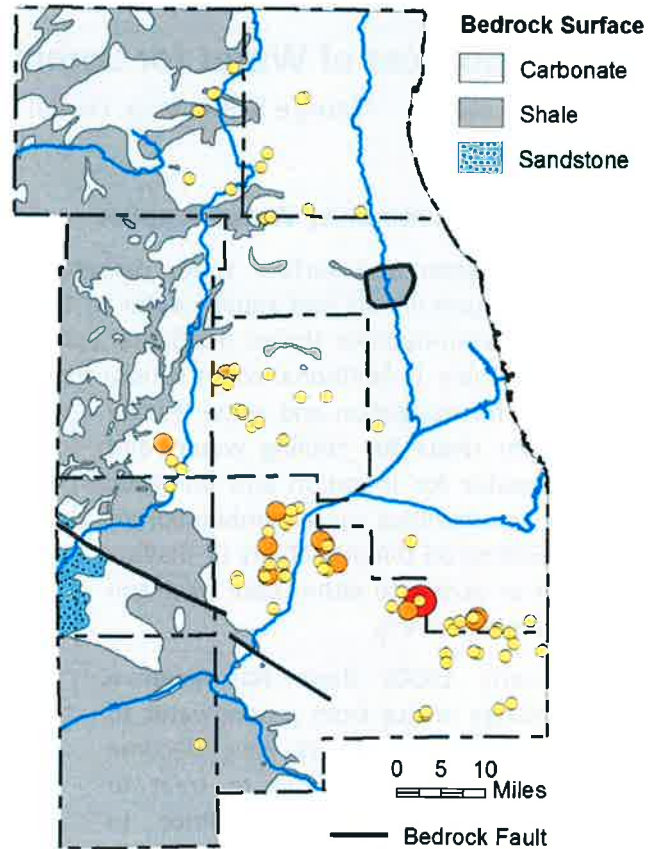 Bedrock Surface
Carbonate
Shale
Sandstone
0 5 10
Miles
Bedrock Fault